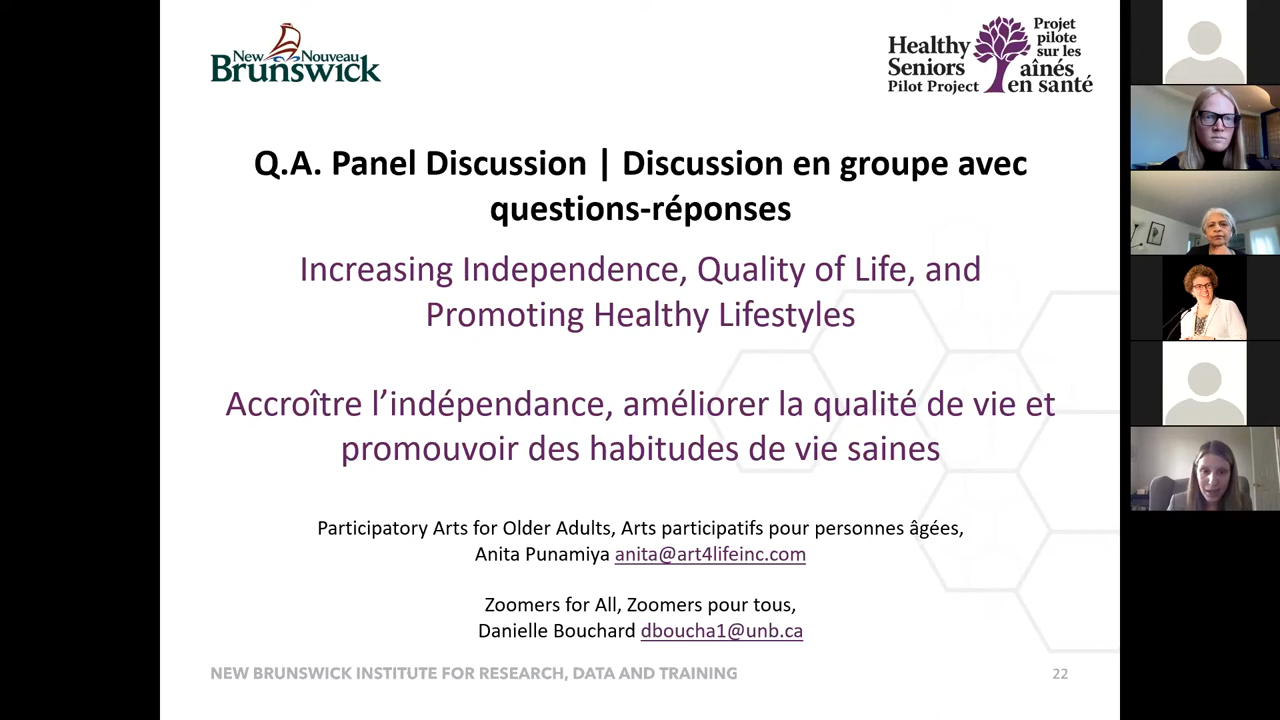 New Nouveau
Brunswick
Healthy
Seniors
Pilot Project
Projet
pilote
sur les
aînés
en santé
Q.A. Panel Discussion | Discussion en groupe avec
questions-réponses
Increasing Independence, Quality of Life, and
Promoting Healthy Lifestyles
Accroître l’indépendance, améliorer la qualité de vie et
promouvoir des habitudes de vie saines
Participatory Arts for Older Adults, Arts participatifs pour personnes âgées,
Anita Punamiya anita@art4lifeinc.com
Zoomers for All, Zoomers pour tous,
Danielle Bouchard dboucha1@unb.ca
NEW BRUNSWICK INSTITUTE FOR RESEARCH, DATA AND TRAINING
22